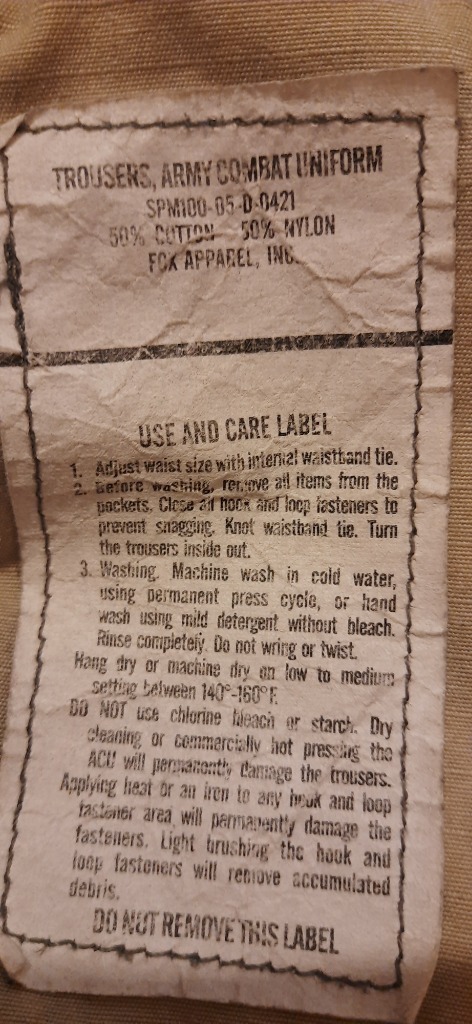 TROUSERS, ARMY COMBAT UNIFORM
SPM100-05-D-0421
50% COTTON 50% NYLON
FOX APPAREL, INC.
USE AND CARE LABEL
1. Adjust waist size with internal waistband tie.
2. Before washing, remove all items from the
pockets. Close all hook and loop fasteners to
prevent snagging. Knot waistband tie. Turn
the trousers inside out.
3. Washing. Machine wash in cold water,
using permanent press cycle, or hand
wash using mild detergent without bleach.
Rinse completely. Do not wring or twist.
Hang dry or machine dry on low to medium
setting between 140°-160°F.
DO NOT use chlorine bleach or starch. Dry
cleaning or commercially hot pressing the
ACU will permanently damage the trousers.
Applying heat or an iron to any hook and loop
fastener area will permanently damage the
fasteners. Light brushing the hook and
loop fasteners will remove accumulated
debris.
DO NOT REMOVE THIS LABEL